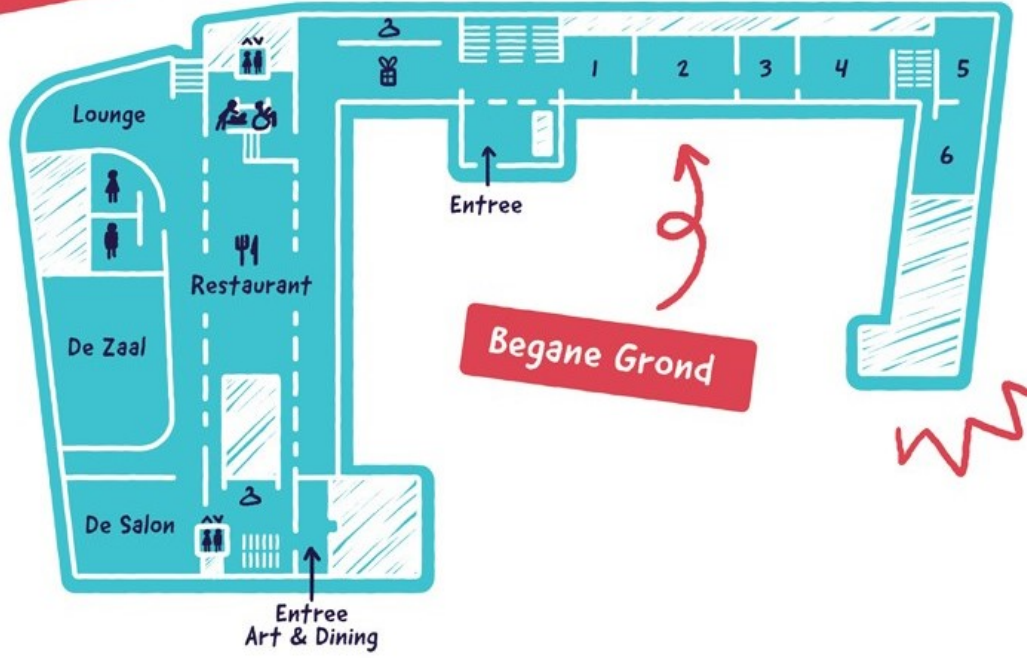 Lounge
1
2
3
4
5
6
Entree
Restaurant
De Zaal
Begane Grond
De Salon
Entree
Art & Dining